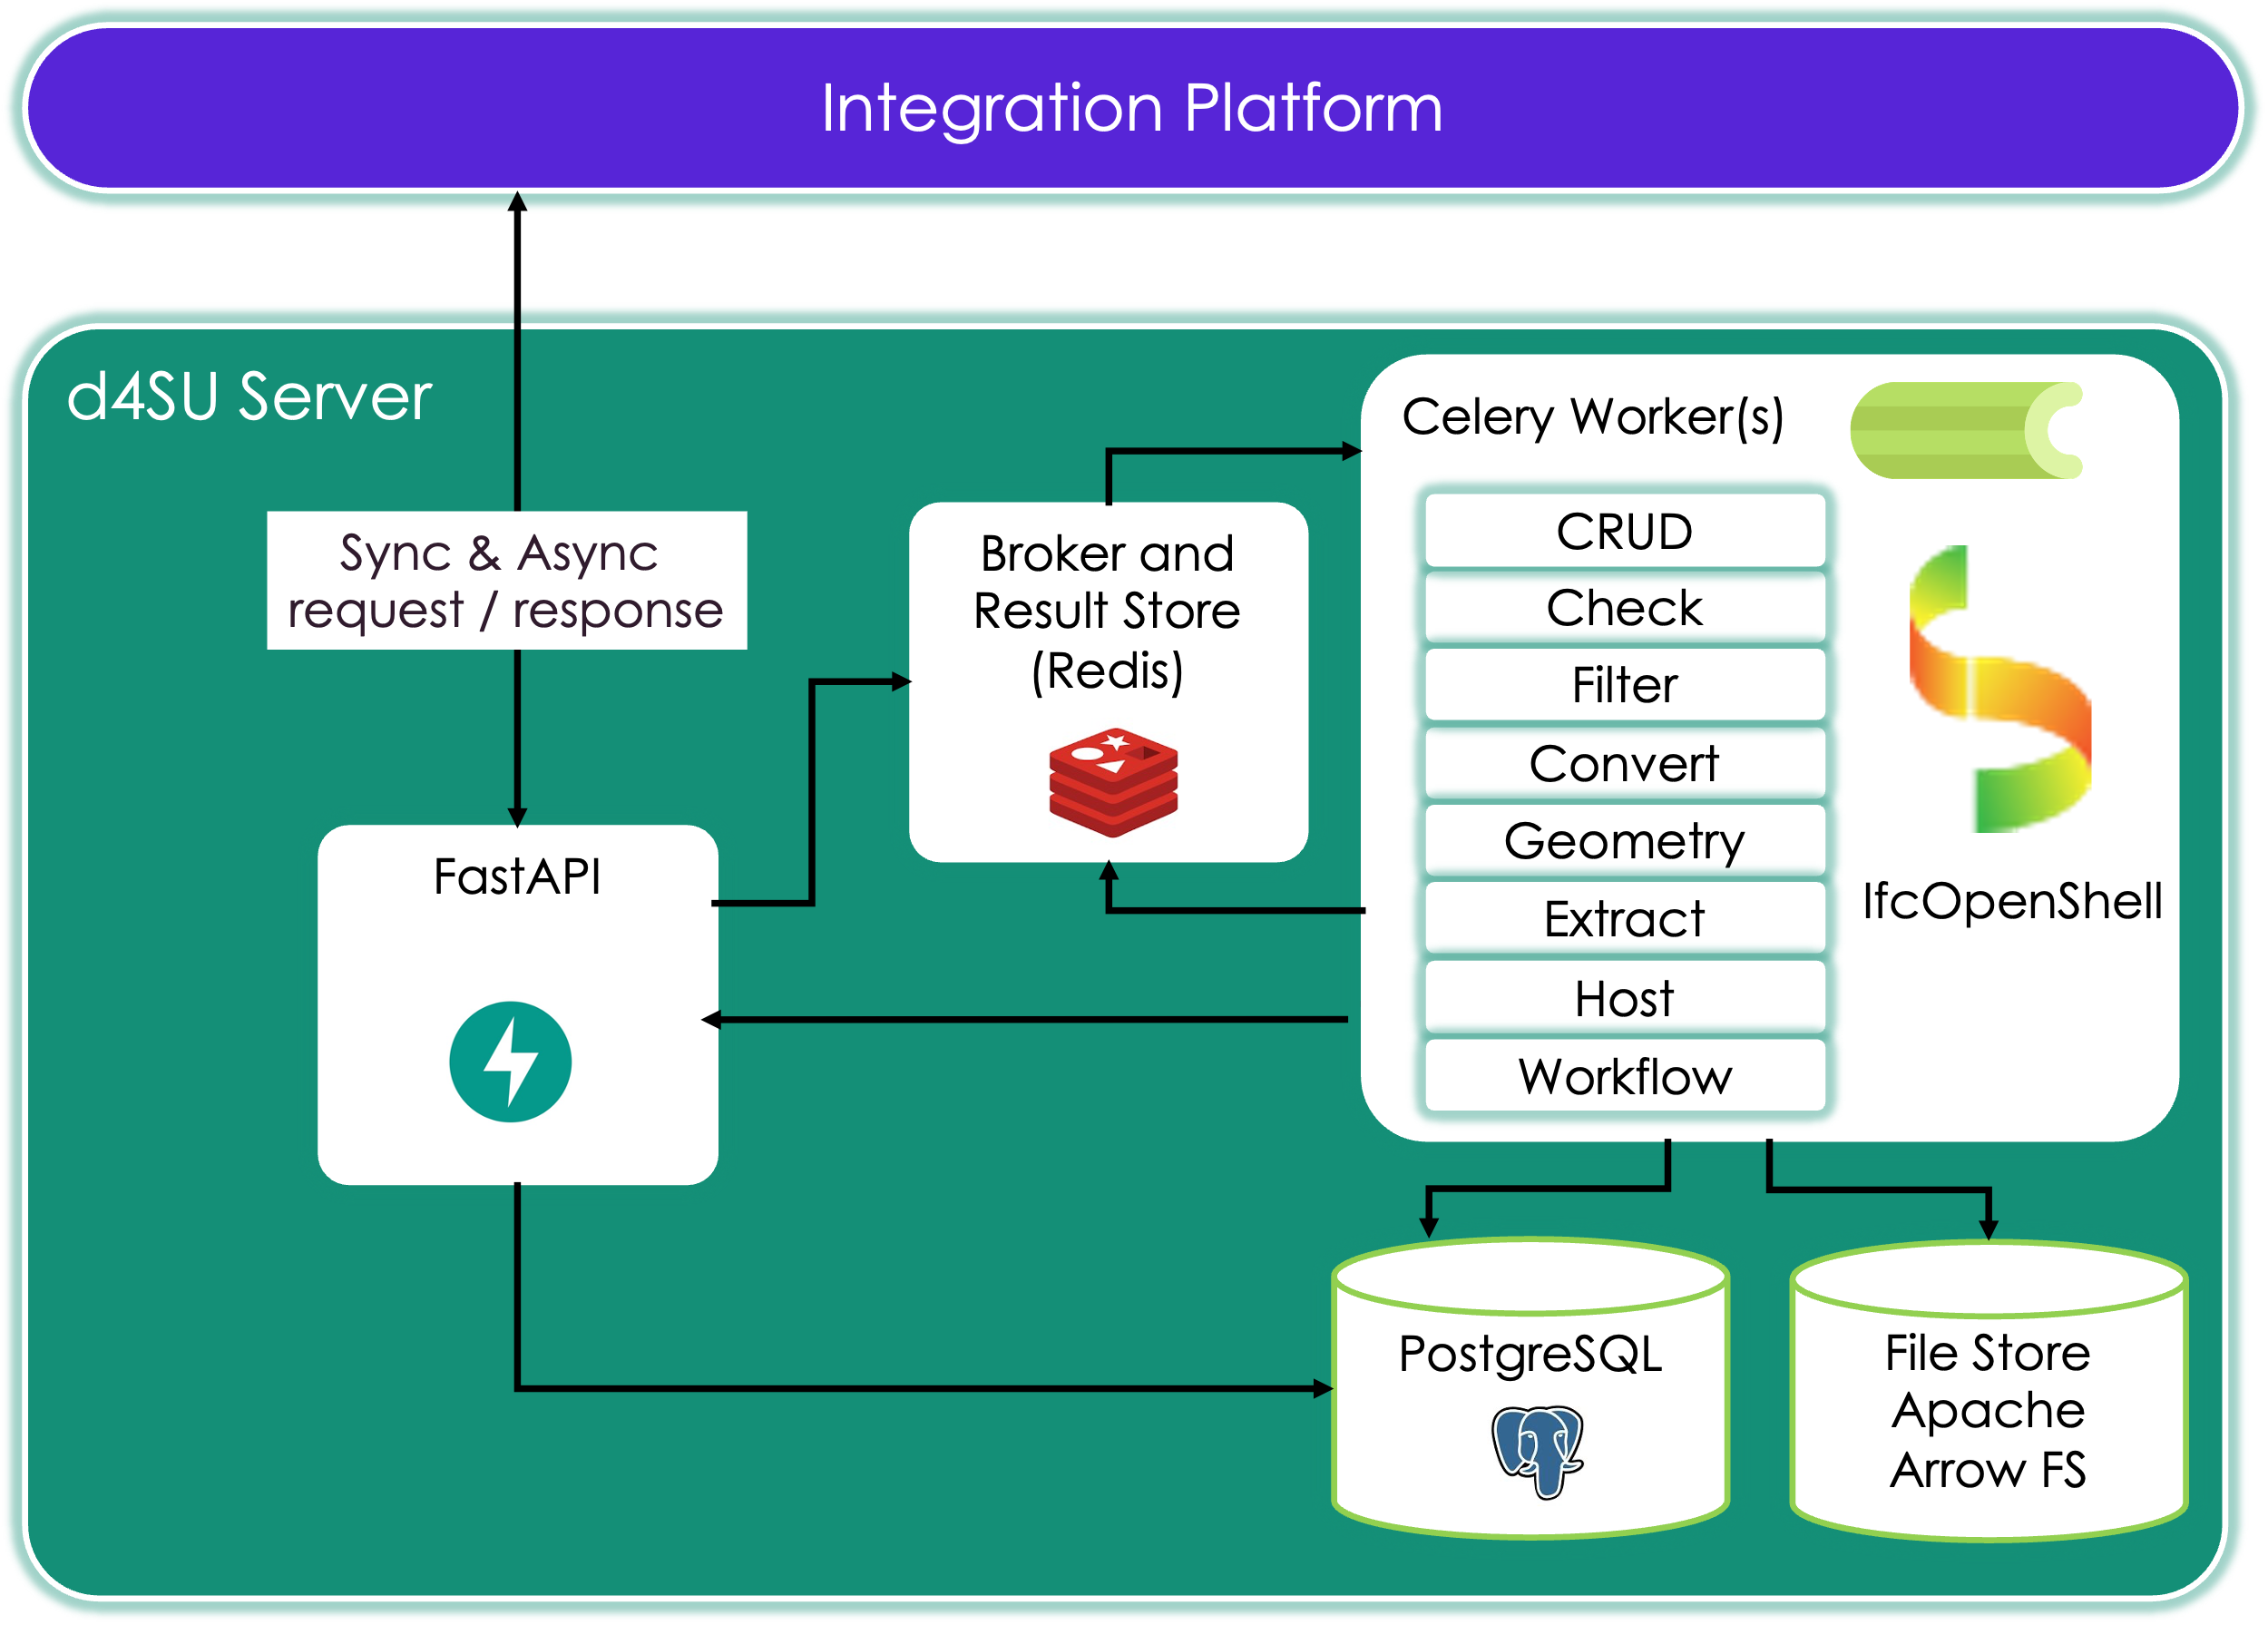 Integration Platform
d4SU Server
Sync & Async
request / response
FastAPI
Broker and
Result Store
(Redis)
Celery Worker(s)
CRUD
Check
Filter
Convert
Geometry
Extract
Host
Workflow
IfcOpenShell
PostgreSQL
File Store
Apache
Arrow FS